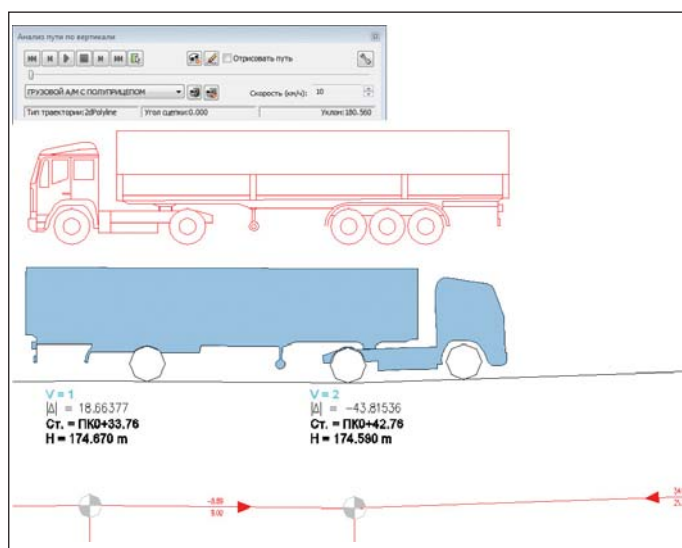 Анализ пути по вертикали
Отрисовать путь
ГРУЗОВОЙ А/М С ПОЛУПРИЦЕПОМ
Скорость (км/ч): 10
Тип траектории:2dPolyline Угол сцепки:0.000 Уклон:180.560
V = 1
|Δ| = 18.66377
Ст. = ПК0+33.76
H = 174.670 m
V = 2
|Δ| = -43.81536
Ст. = ПК0+42.76
H = 174.590 m